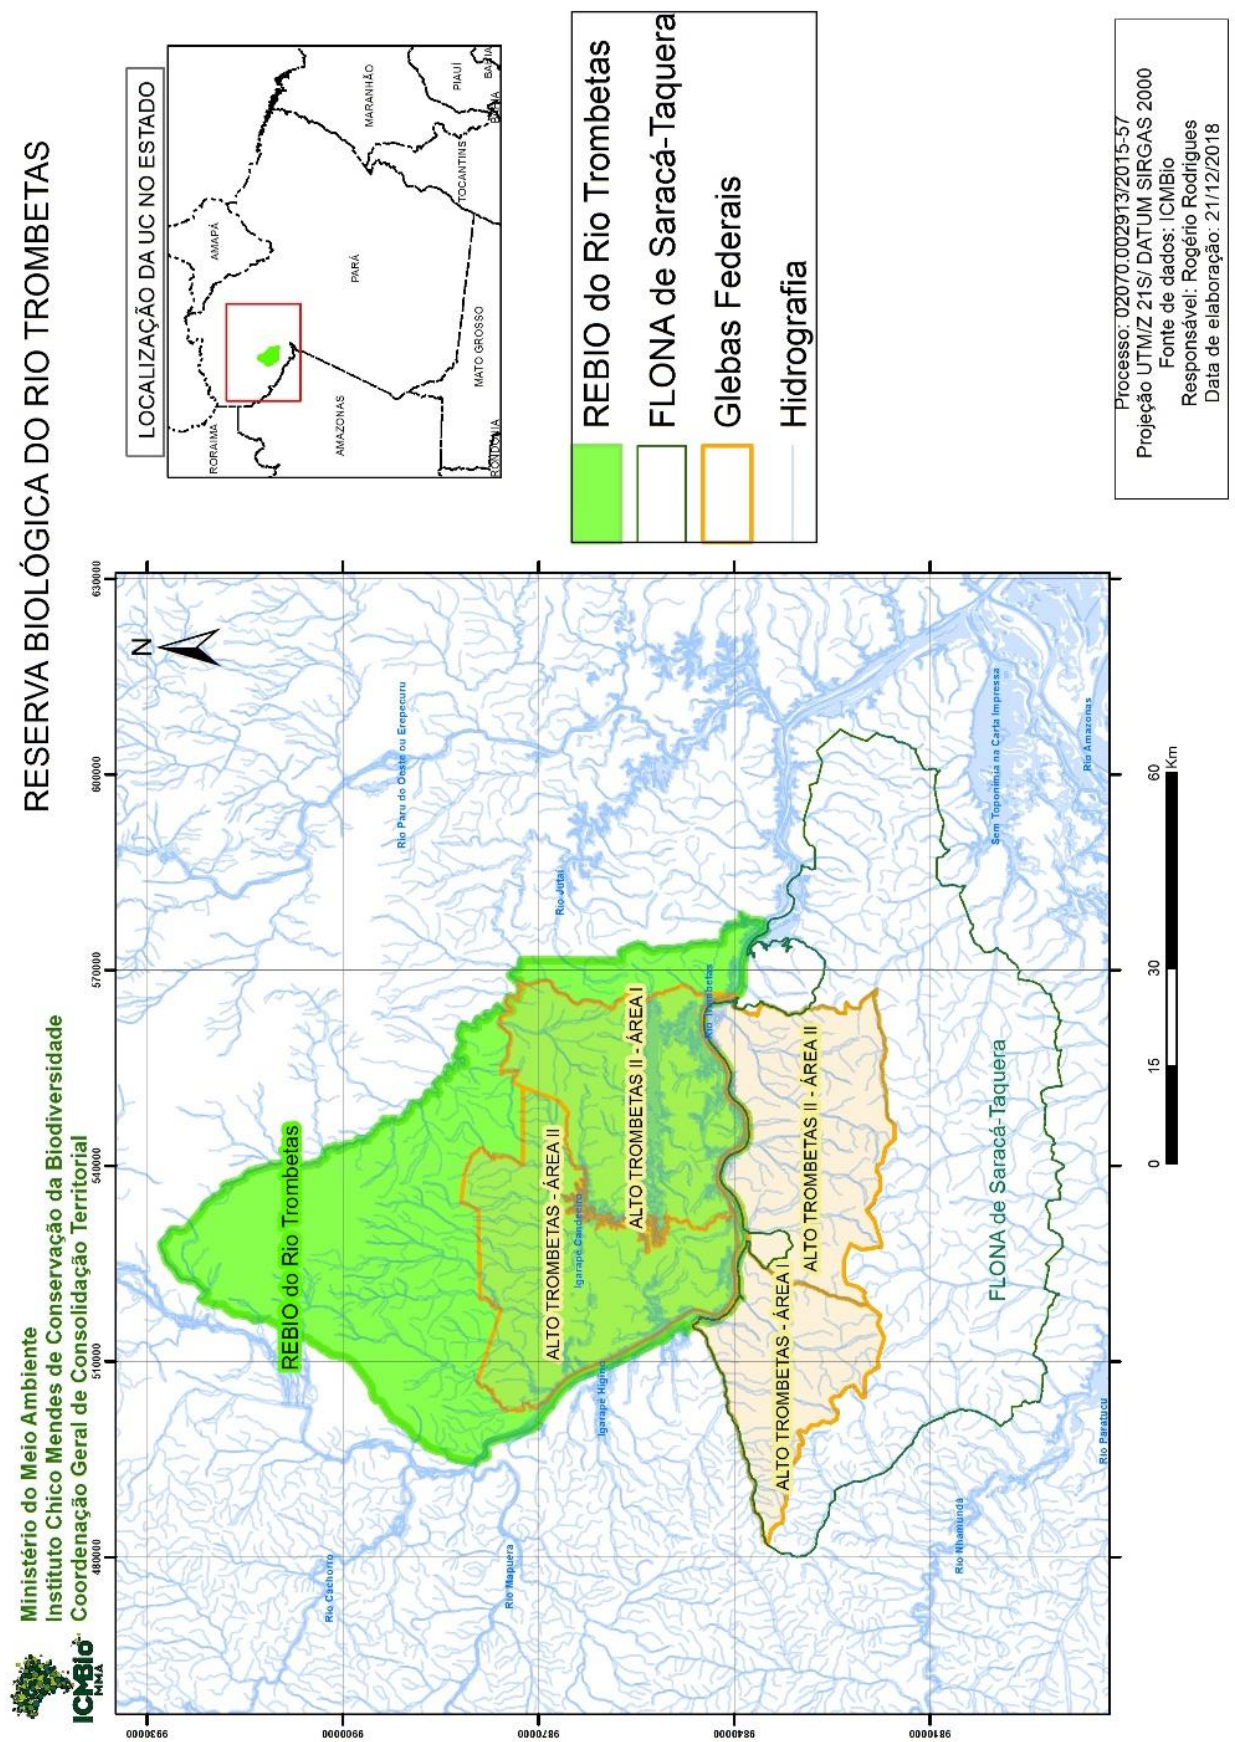 RESERVA BIOLÓGICA DO RIO TROMBETAS
Ministério do Meio Ambiente
Instituto Chico Mendes de Conservação da Biodiversidade
Coordenação Geral de Consolidação Territorial
ICMBio
MMA
LOCALIZAÇÃO DA UC NO ESTADO
RORAIMA
AMAPÁ
AMAZONAS
PARÁ
MARANHÃO
PIAUÍ
BAHIA
BAHIA
TOCANTINS
MATO GROSSO
RONDONIA
REBIO do Rio Trombetas
FLONA de Saracá-Taquera
Glebas Federais
Hidrografia
Processo: 02070.002913/2015-57
Projeção UTM/Z 21S/ DATUM SIRGAS 2000
Fonte de dados: ICMBio
Responsável: Rogério Rodrigues
Data de elaboração: 21/12/2018
480000
510000
540000
570000
600000
630000
9930000
9900000
9870000
9840000
9810000
N
REBIO do Rio Trombetas
Rio Cachorro
Rio Mapuera
Rio Paru do Oeste ou Erepecuru
Rio Jutaí
ALTO TROMBETAS - ÁREA II
Igarapé Candeeiro
Igarapé Higino
ALTO TROMBETAS II - ÁREA I
Rio Trombetas
ALTO TROMBETAS - ÁREA I
ALTO TROMBETAS II - ÁREA II
Rio Nhamundá
FLONA de Saracá-Taquera
Sem Toponímia na Carta Impressa
Rio Amazonas
Rio Paratucu
0 15 30 60
Km